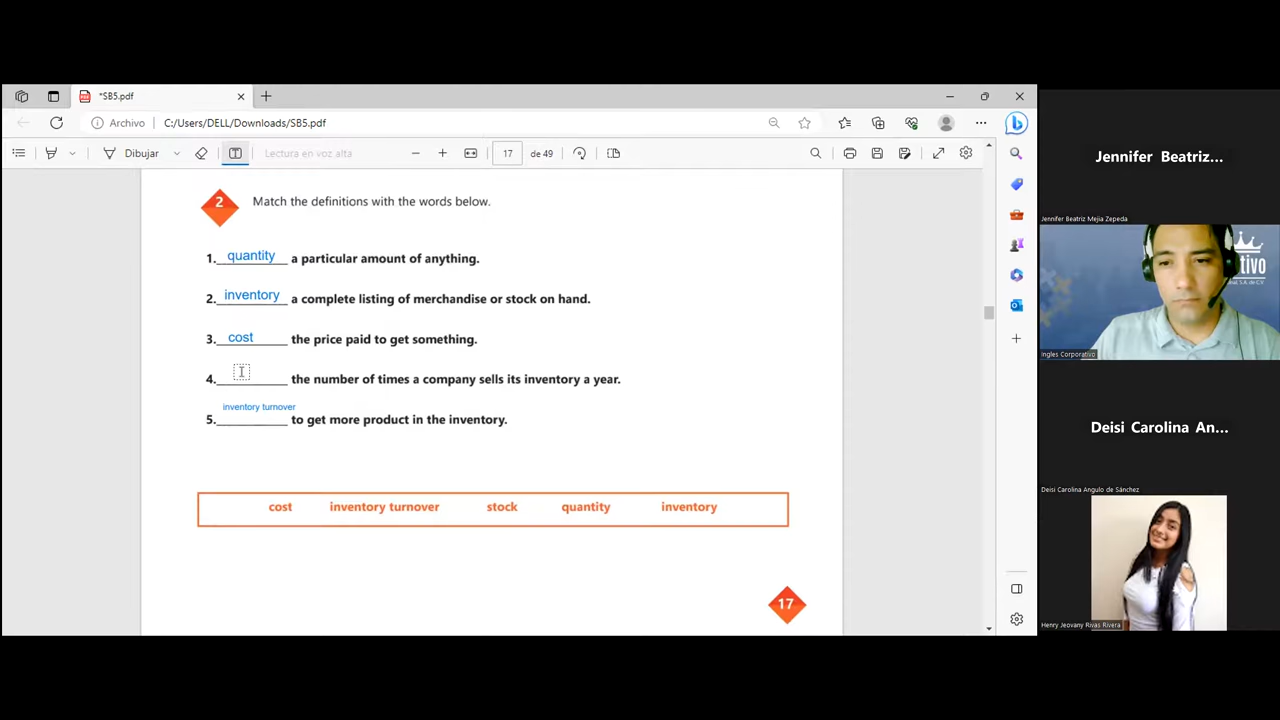 *SB5.pdf
Archivo
C:/Users/DELL/Downloads/SB5.pdf
Dibujar
Lectura en voz alta
17
de 49
2
Match the definitions with the words below.
1. quantity a particular amount of anything.
2. inventory a complete listing of merchandise or stock on hand.
3. cost the price paid to get something.
4. the number of times a company sells its inventory a year.
5. inventory turnover to get more product in the inventory.
cost inventory turnover stock quantity inventory
17
Jennifer Beatriz...
Jennifer Beatriz Mejia Zepeda
tivo
Ingles Corporativo
Deisi Carolina An...
Deisi Carolina Angulo de Sánchez
Henry Jeovany Rivas Rivera